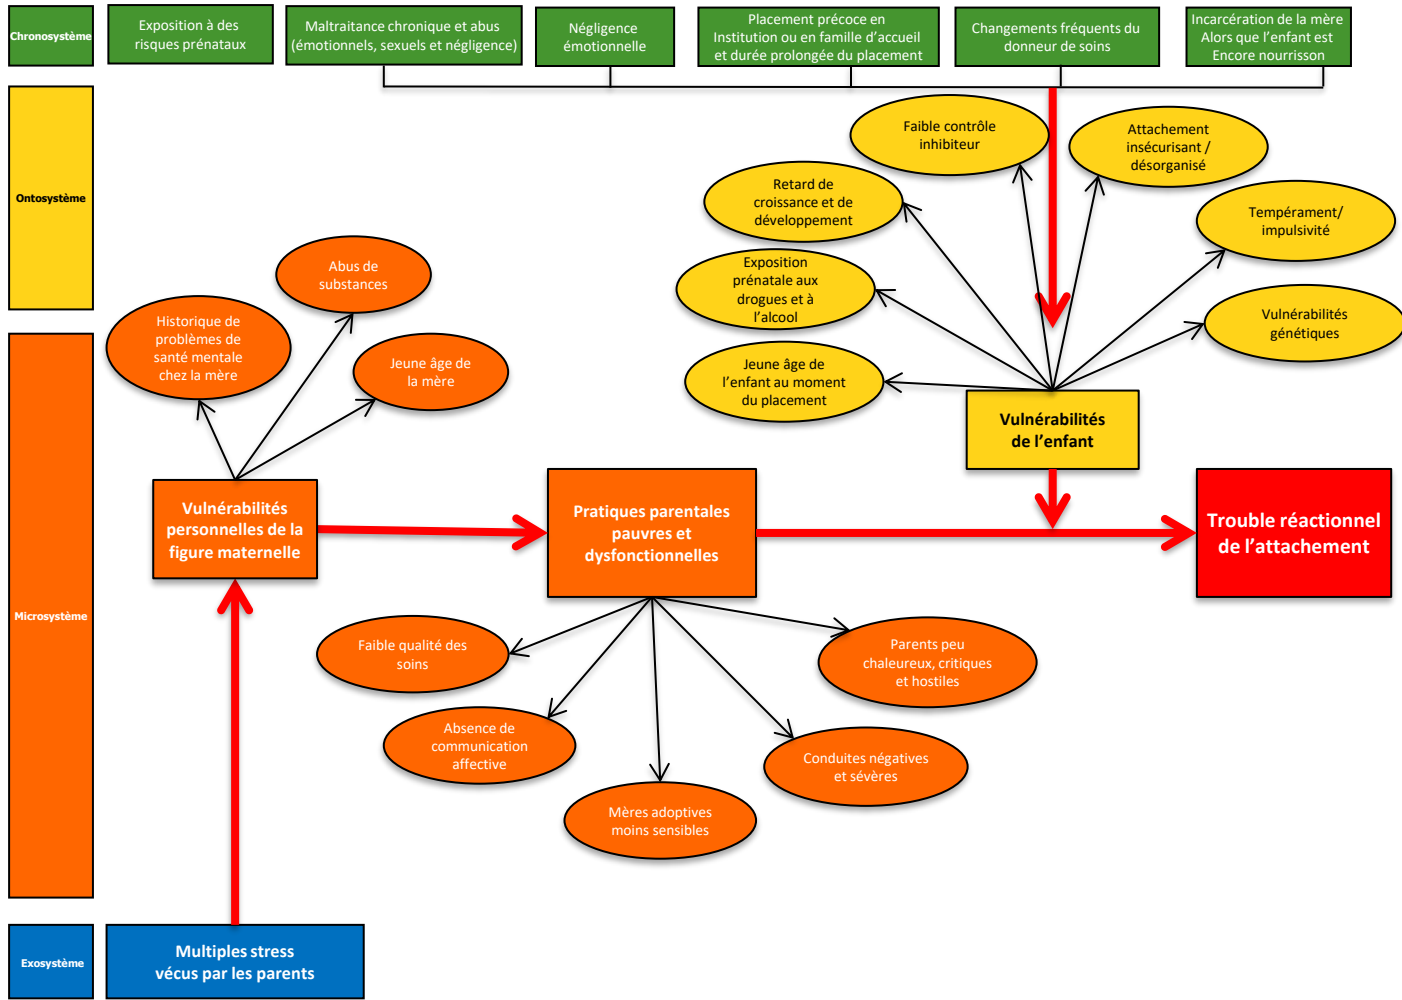 Chronosystème
Exposition à des
risques prénataux
Maltraitance chronique et abus
(émotionnels, sexuels et négligence)
Négligence
émotionnelle
Placement précoce en
Institution ou en famille d’accueil
et durée prolongée du placement
Changements fréquents du
donneur de soins
Incarcération de la mère
Alors que l’enfant est
Encore nourrisson
Ontosystème
Faible contrôle
inhibiteur
Attachement
insécurisant /
désorganisé
Retard de
croissance et de
développement
Tempérament/
impulsivité
Exposition
prénatale aux
drogues et à
l’alcool
Vulnérabilités
génétiques
Jeune âge de
l’enfant au moment
du placement
Vulnérabilités
de l’enfant
Abus de
substances
Historique de
problèmes de
santé mentale
chez la mère
Jeune âge de
la mère
Microsystème
Vulnérabilités
personnelles de la
figure maternelle
Pratiques parentales
pauvres et
dysfonctionnelles
Trouble réactionnel
de l’attachement
Faible qualité des
soins
Parents peu
chaleureux, critiques
et hostiles
Absence de
communication
affective
Conduites négatives
et sévères
Mères adoptives
moins sensibles
Exosystème
Multiples stress
vécus par les parents